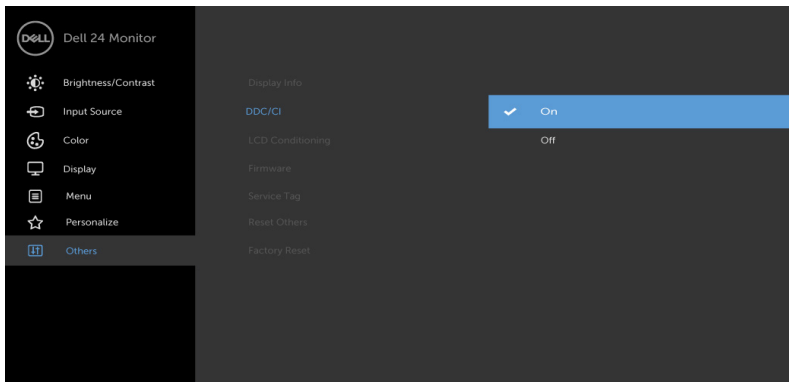 DELL Dell 24 Monitor
Brightness/Contrast
Input Source
Color
Display
Menu
Personalize
Others
Display Info
DDC/CI
LCD Conditioning
Firmware
Service Tag
Reset Others
Factory Reset
On
Off